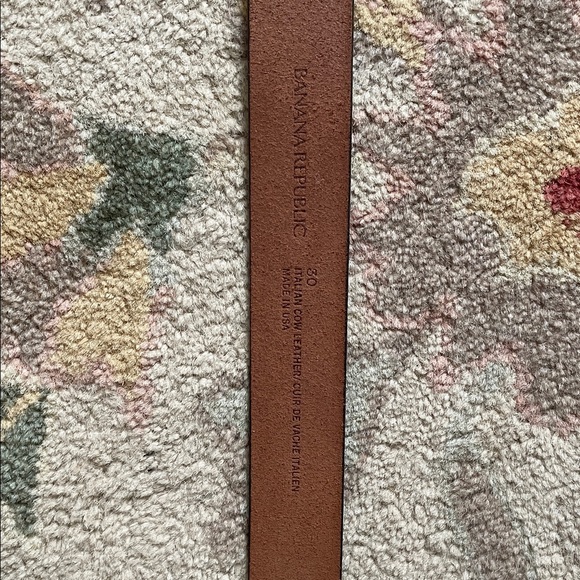 BANANA REPUBLIC
30
ITALIAN COW LEATHER/CUIR DE VACHE ITALIEN
MADE IN USA